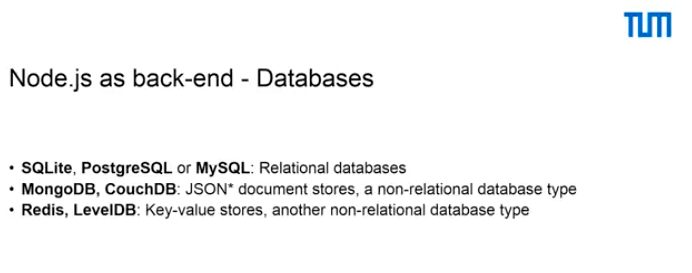 TUM
Node.js as back-end - Databases
• SQLite, PostgreSQL or MySQL: Relational databases
• MongoDB, CouchDB: JSON* document stores, a non-relational database type
• Redis, LevelDB: Key-value stores, another non-relational database type